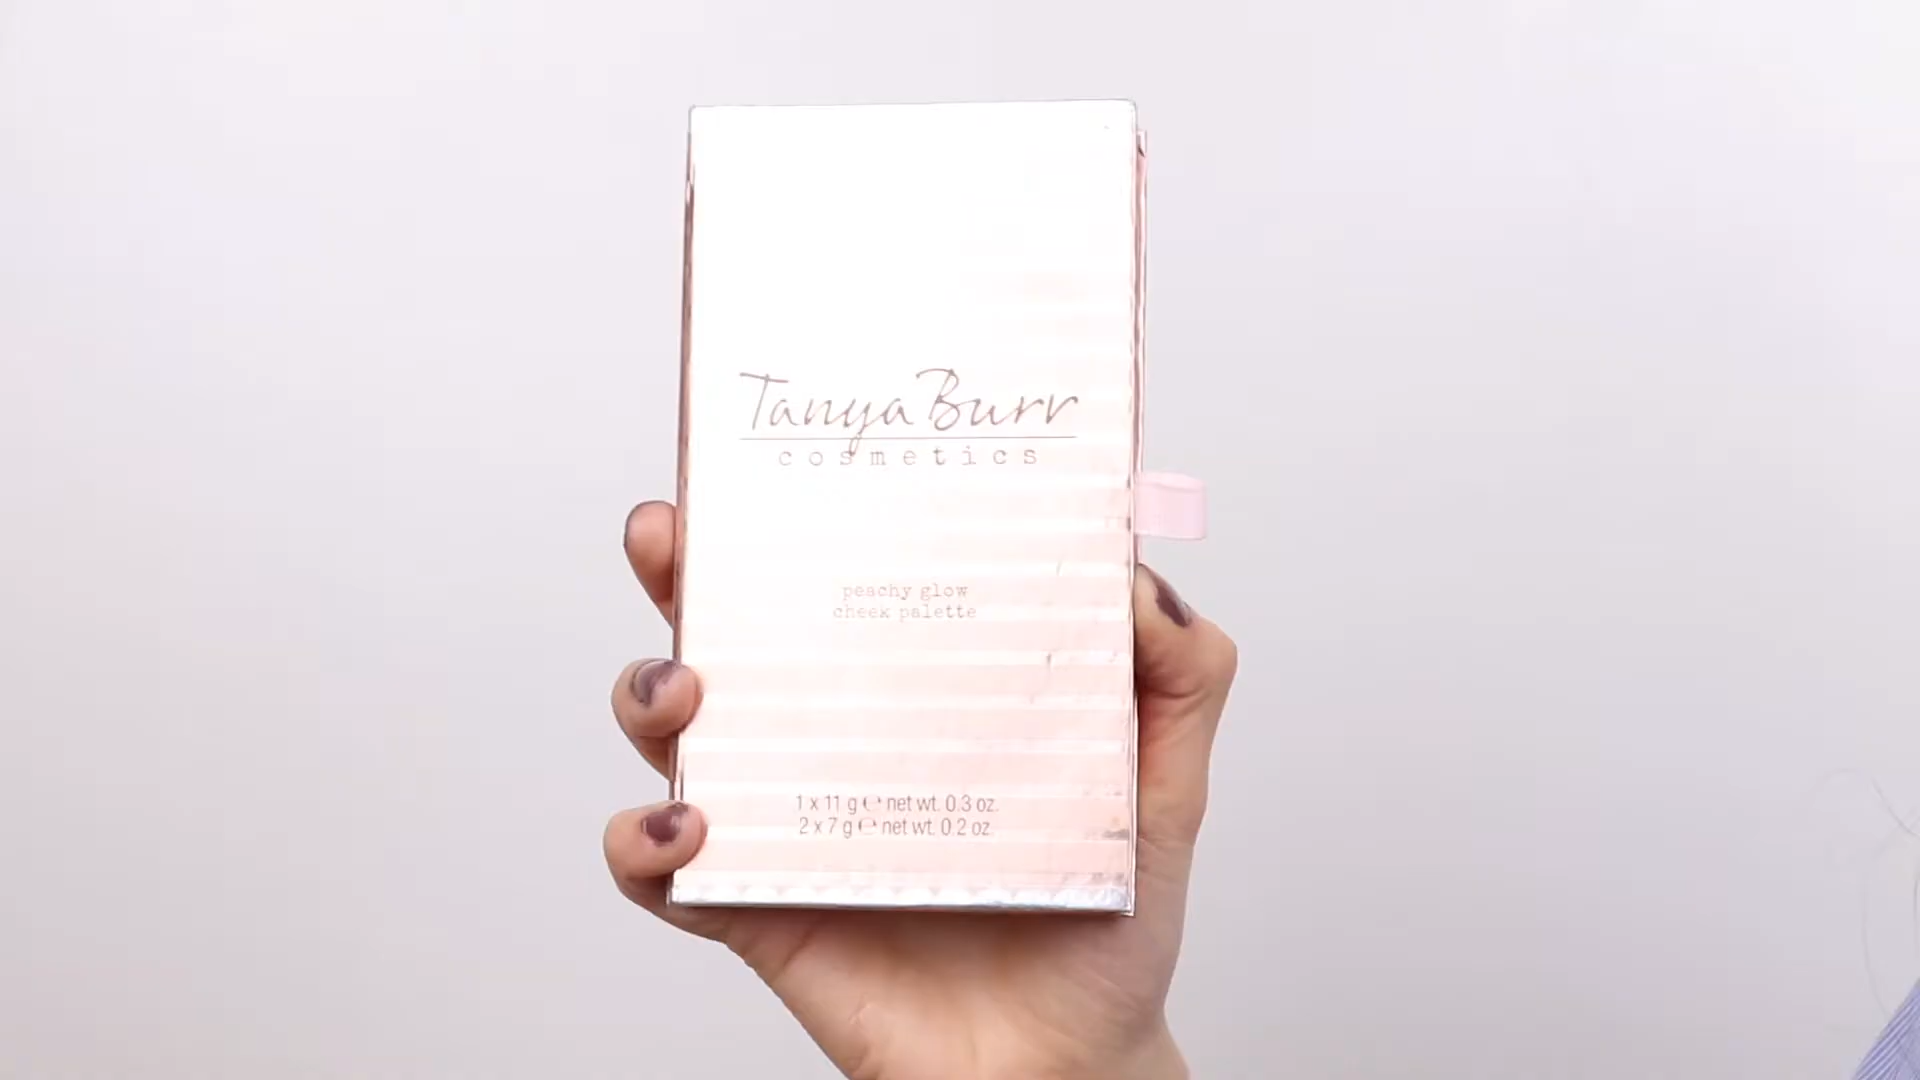 Tanya Burr
cosmetics
peachy glow
cheek palette
1 x 11 g ℮ net wt. 0.3 oz.
2 x 7 g ℮ net wt. 0.2 oz.